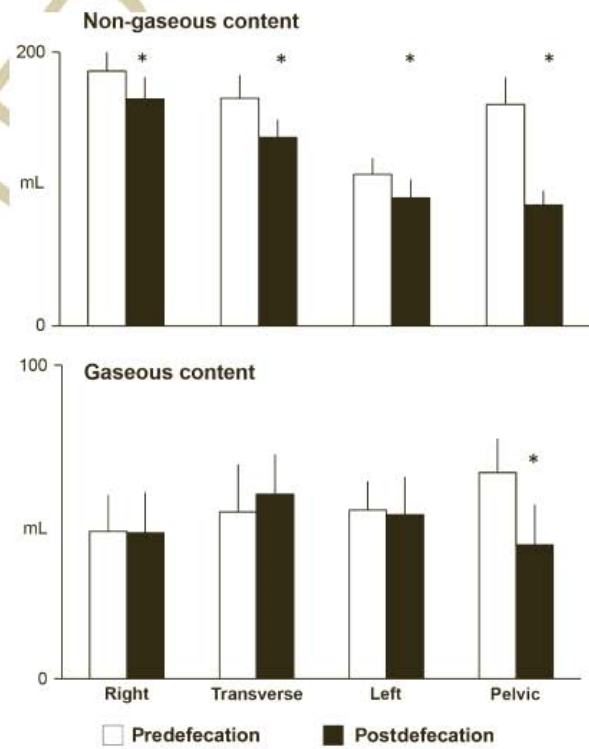 Non-gaseous content
200
* * * *
mL
0
100
Gaseous content
*
mL
0
Right Transverse Left Pelvic
Predefecation Postdefecation